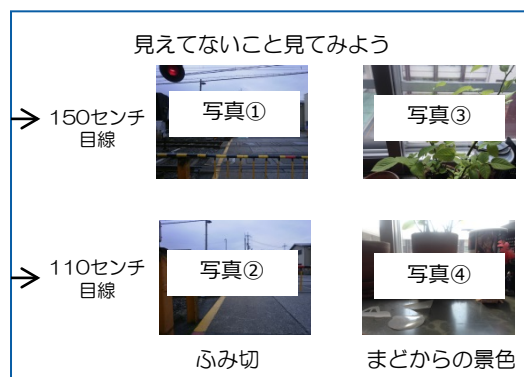 見えてないこと見てみよう
150センチ
目線
写真①
写真③
110センチ
目線
写真②
写真④
ふみ切
まどからの景色